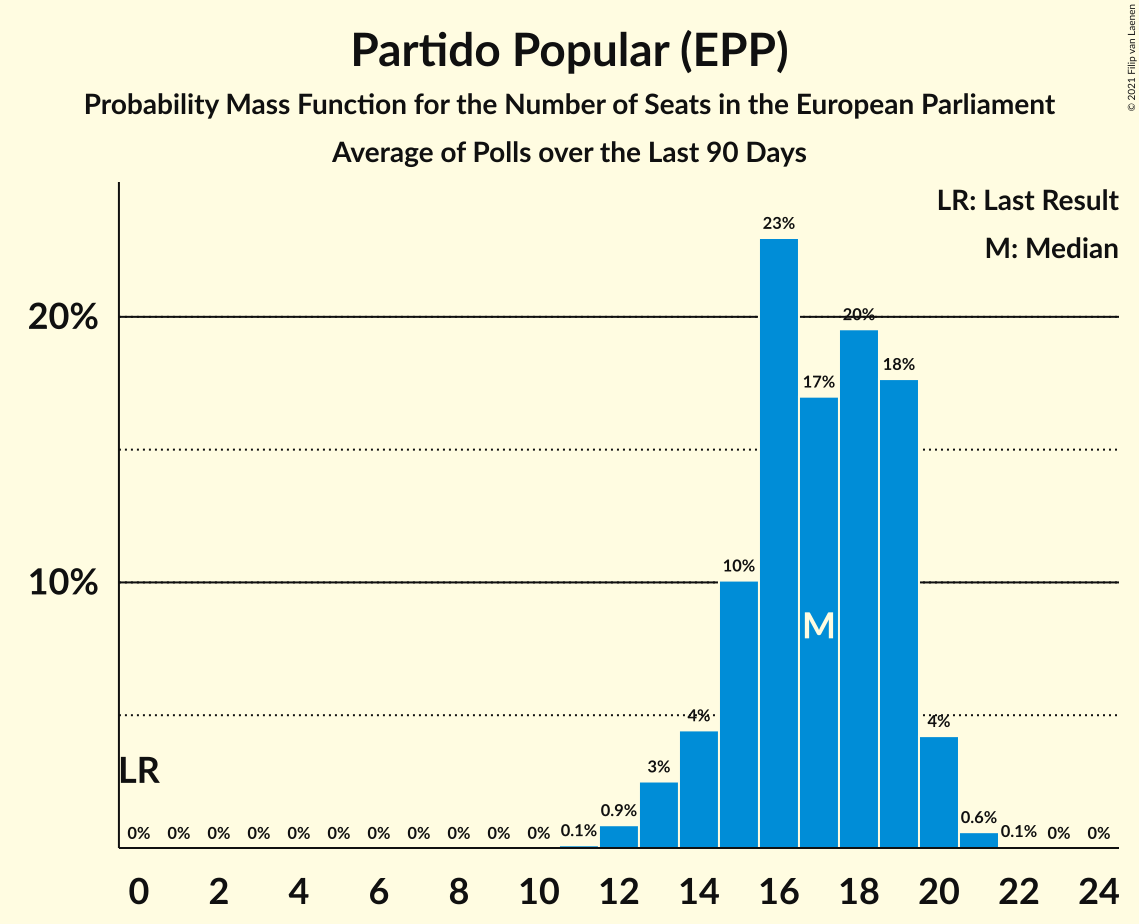 Partido Popular (EPP)
Probability Mass Function for the Number of Seats in the European Parliament
Average of Polls over the Last 90 Days
© 2021 Filip van Laenen
LR: Last Result
M: Median
23%
20%
20%
18%
17%
10%
10%
M
4%
4%
3%
LR
0.9%
0.6%
0% 0% 0% 0% 0% 0% 0% 0% 0% 0% 0% 0.1% 0.1% 0% 0%
0 2 4 6 8 10 12 14 16 18 20 22 24